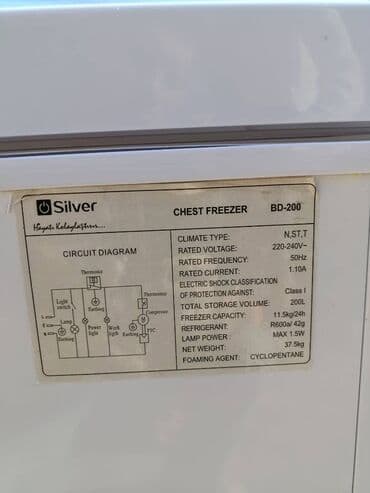 Silver
Həyatı Kolaylaştırır...
CHEST FREEZER BD-200
CIRCUIT DIAGRAM
Thermostat
Light switch
Lamp
Earthing
Power light
Work light
Earthing
Thermostat
Compressor
PTC
Earthing
CLIMATE TYPE: N,ST,T
RATED VOLTAGE: 220-240V~
RATED FREQUENCY: 50Hz
RATED CURRENT: 1.10A
ELECTRIC SHOCK CLASSIFICATION
OF PROTECTION AGAINST: Class I
TOTAL STORAGE VOLUME: 200L
FREEZER CAPACITY: 11.5kg/24h
REFRIGERANT: R600a/ 42g
LAMP POWER : MAX 1.5W
NET WEIGHT: 37.5kg
FOAMING AGENT: CYCLOPENTANE